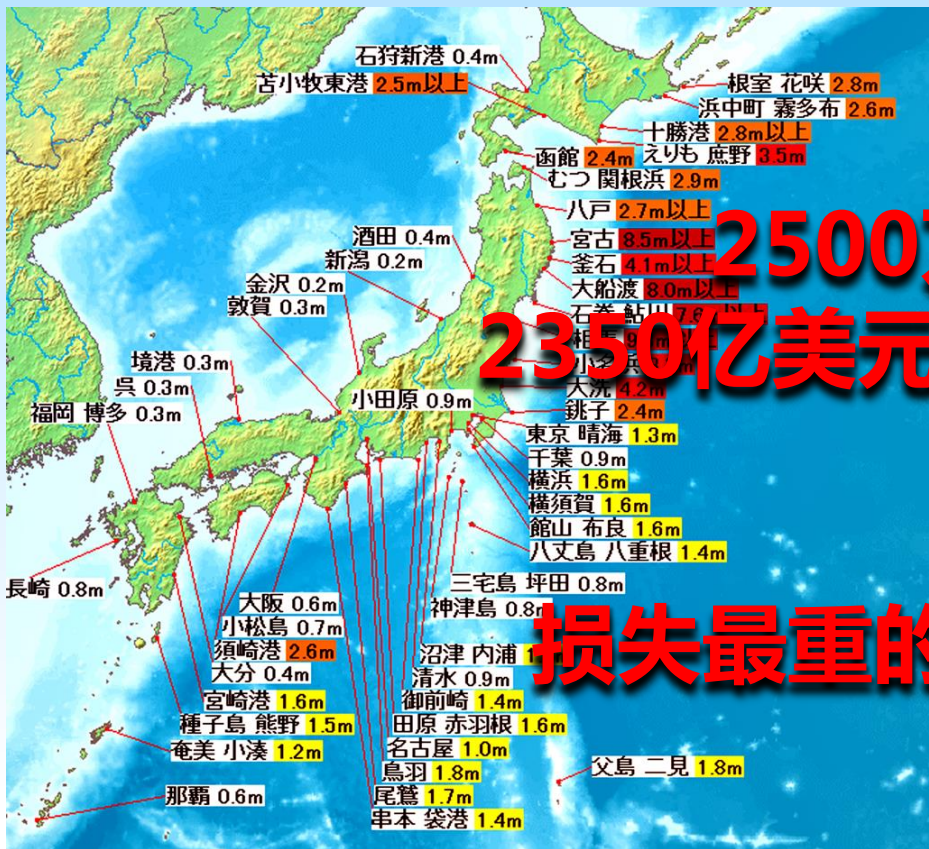 石狩新港 0.4m
苫小牧東港 2.5m以上
根室 花咲 2.8m
浜中町 霧多布 2.6m
十勝港 2.8m以上
えりも 庶野 3.5m
函館 2.4m
むつ 関根浜 2.9m
八戸 2.7m以上
宮古 8.5m以上
釜石 4.1m以上
大船渡 8.0m以上
石巻 鮎川
2500
2350亿美元
酒田 0.4m
新潟 0.2m
金沢 0.2m
敦賀 0.3m
境港 0.3m
呉 0.3m
福岡 博多 0.3m
小田原 0.9m
大洗 4.2m
銚子 2.4m
東京 晴海 1.3m
千葉 0.9m
横浜 1.6m
横須賀 1.6m
館山 布良 1.6m
八丈島 八重根 1.4m
三宅島 坪田 0.8m
神津島 0.8m
损失最重的
長崎 0.8m
大阪 0.6m
小松島 0.7m
須崎港 2.6m
大分 0.4m
宮崎港 1.6m
種子島 熊野 1.5m
奄美 小湊 1.2m
那覇 0.6m
沼津 内浦
清水 0.9m
御前崎 1.4m
田原 赤羽根 1.6m
名古屋 1.0m
鳥羽 1.8m
尾鷲 1.7m
串本 袋港 1.4m
父島 二見 1.8m